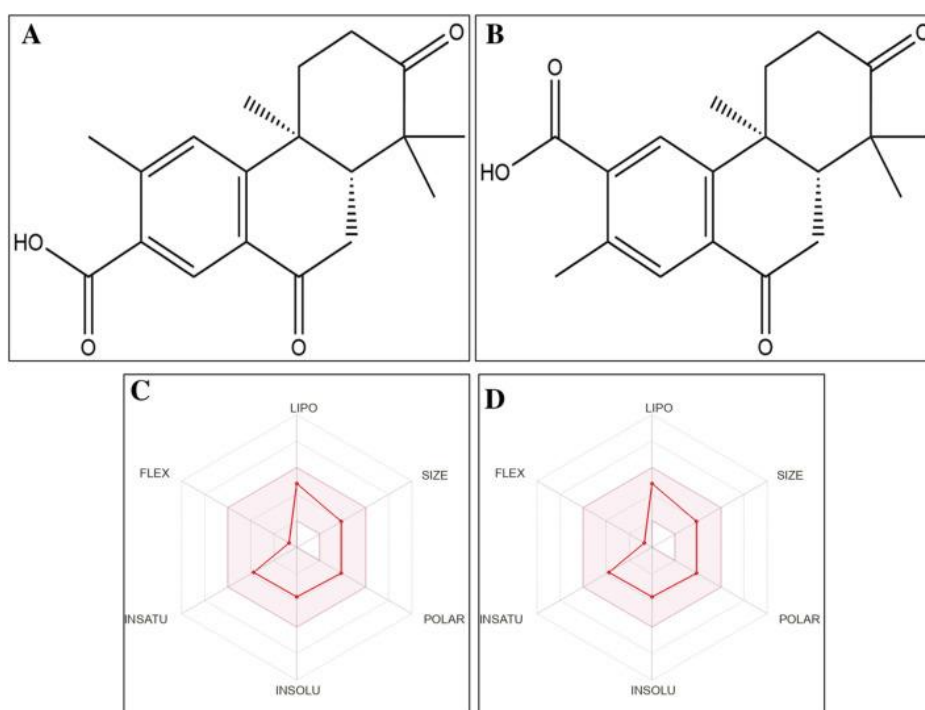 A
O
HO
O
O
B
O
O
HO
O
C
LIPO
FLEX
SIZE
INSATU
POLAR
INSOLU
D
LIPO
FLEX
SIZE
INSATU
POLAR
INSOLU